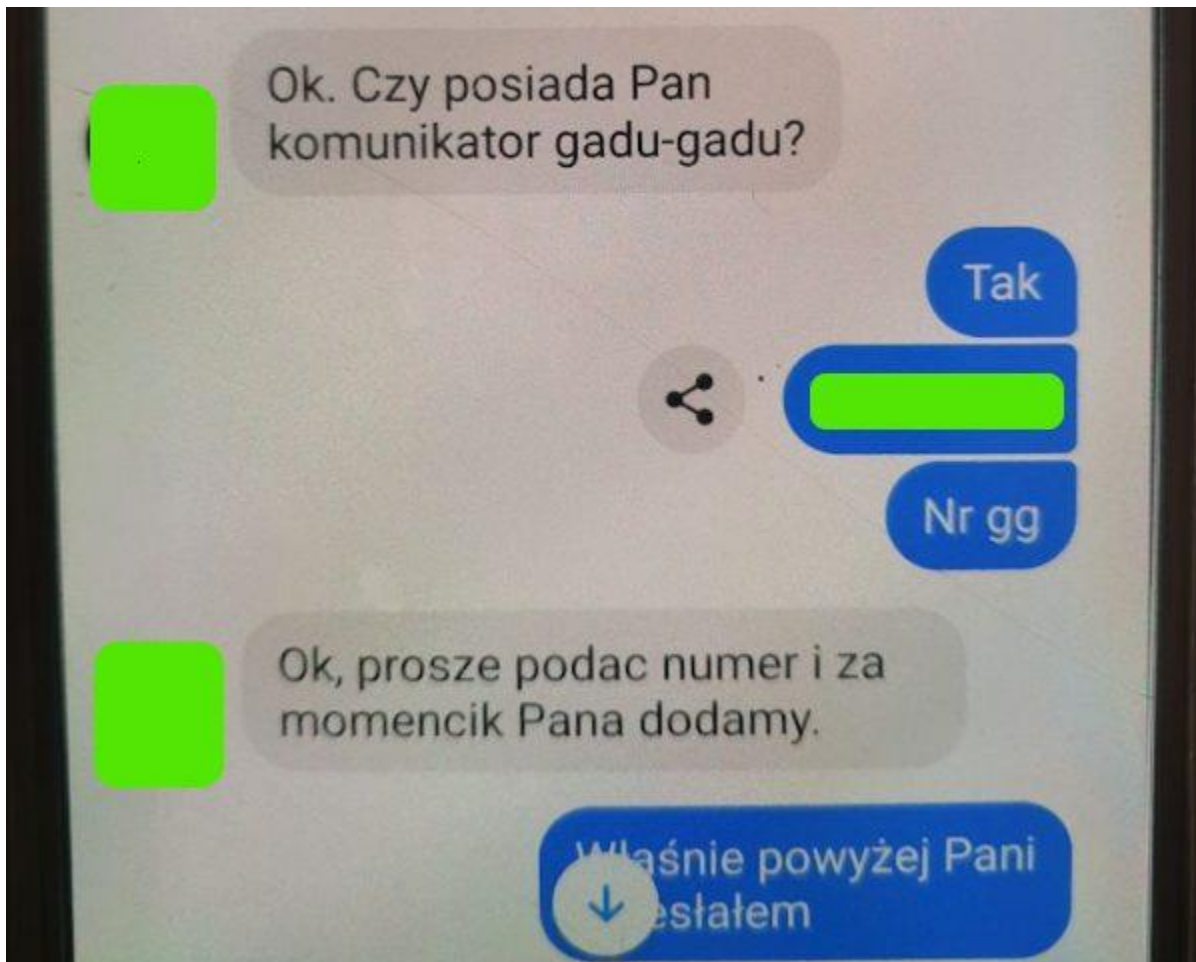 Ok. Czy posiada Pan
komunikator gadu-gadu?
Tak
Nr gg
Ok, prosze podac numer i za
momencik Pana dodamy.
powyżej Pani